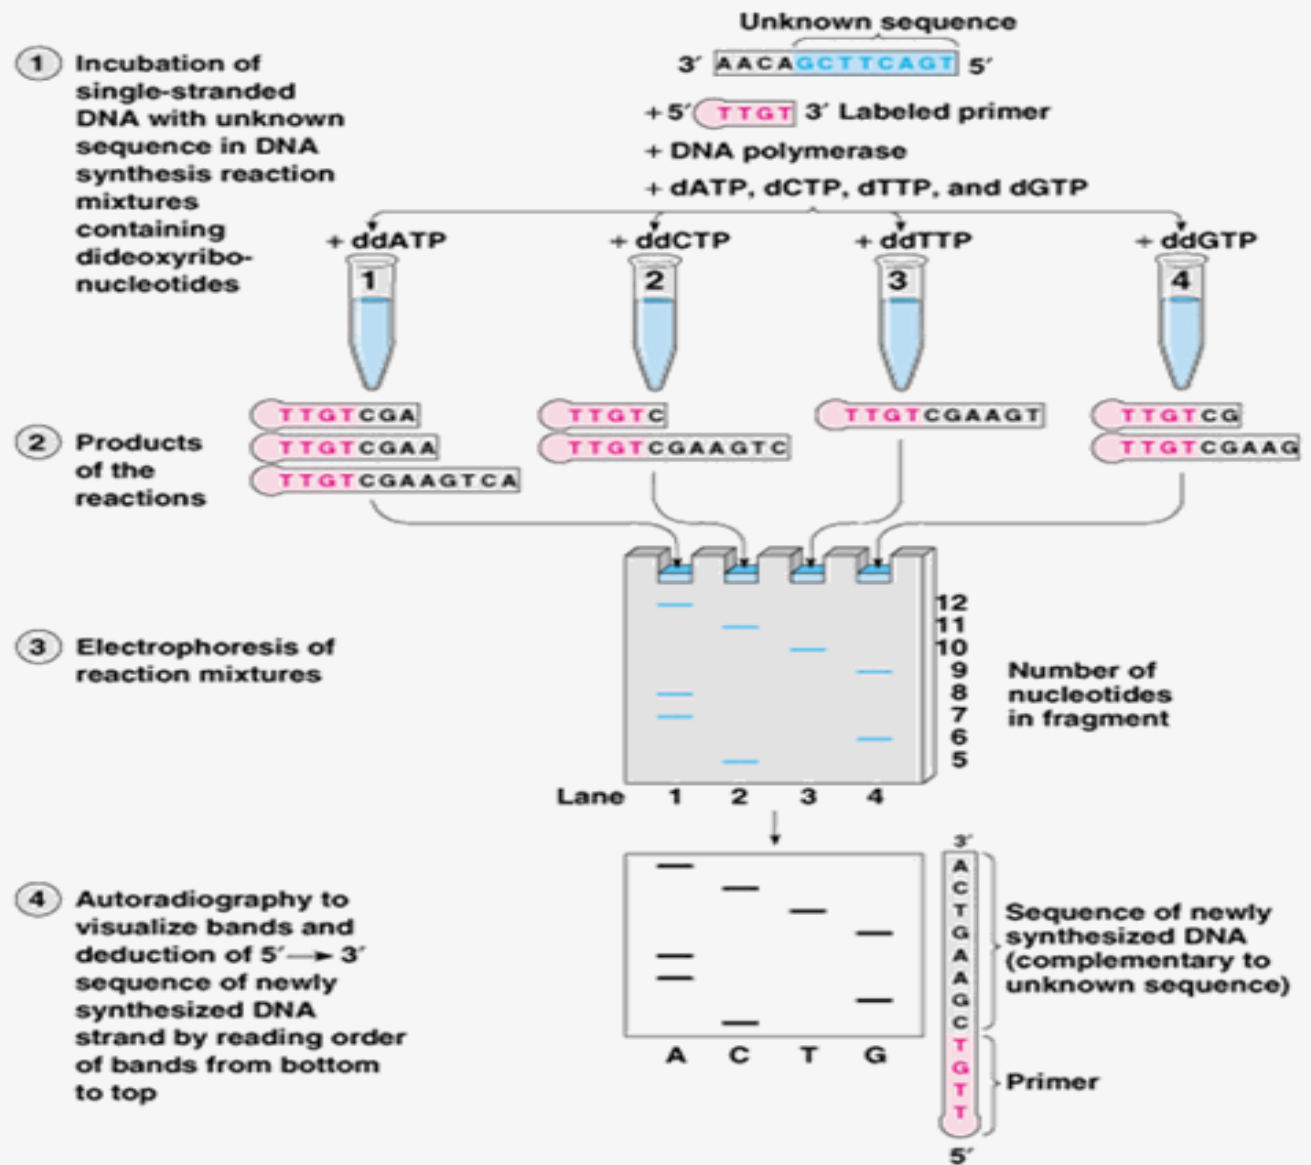 Unknown sequence
3′ AACAGCTTCAGT 5′
+ 5′ TTGT 3′ Labeled primer
+ DNA polymerase
+ dATP, dCTP, dTTP, and dGTP
1 Incubation of
single-stranded
DNA with unknown
sequence in DNA
synthesis reaction
mixtures
containing
dideoxyribo-
nucleotides
+ ddATP + ddCTP + ddTTP + ddGTP
1 2 3 4
2 Products
of the
reactions
TTGTCGA
TTGTCGAA
TTGTCGAAGTCA
TTGTC
TTGTCGAAGTC
TTGTCGAAGT
TTGTCG
TTGTCGAAG
3 Electrophoresis of
reaction mixtures
12
11
10
9
8
7
6
5
Number of
nucleotides
in fragment
Lane 1 2 3 4
4 Autoradiography to
visualize bands and
deduction of 5′ → 3′
sequence of newly
synthesized DNA
strand by reading order
of bands from bottom
to top
A C T G
3′
A
C
T
G
A
A
G
C
T
G
T
T
5′
Sequence of newly
synthesized DNA
(complementary to
unknown sequence)
Primer